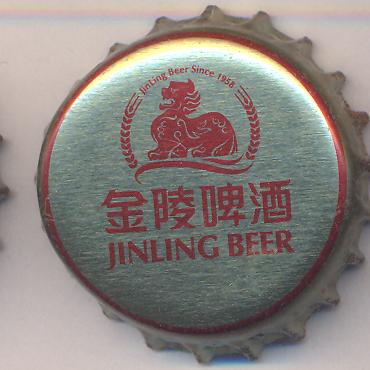 JinLing Beer Since 1958
金陵啤酒
JINLING BEER